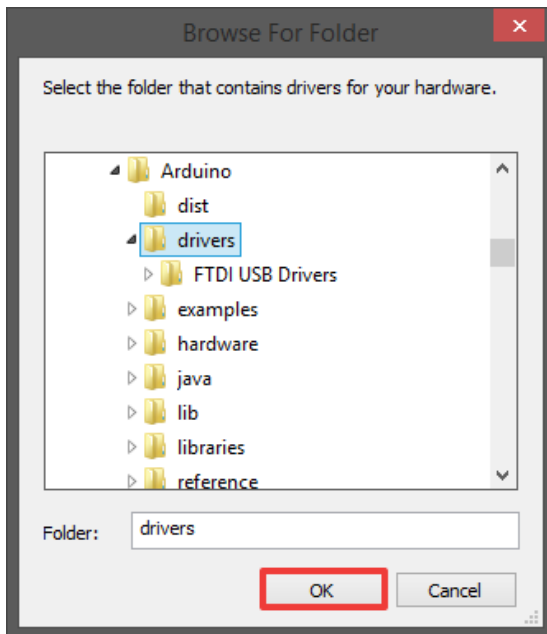 Browse For Folder
Select the folder that contains drivers for your hardware.
Arduino
dist
drivers
FTDI USB Drivers
examples
hardware
java
lib
libraries
reference
Folder: drivers
OK Cancel